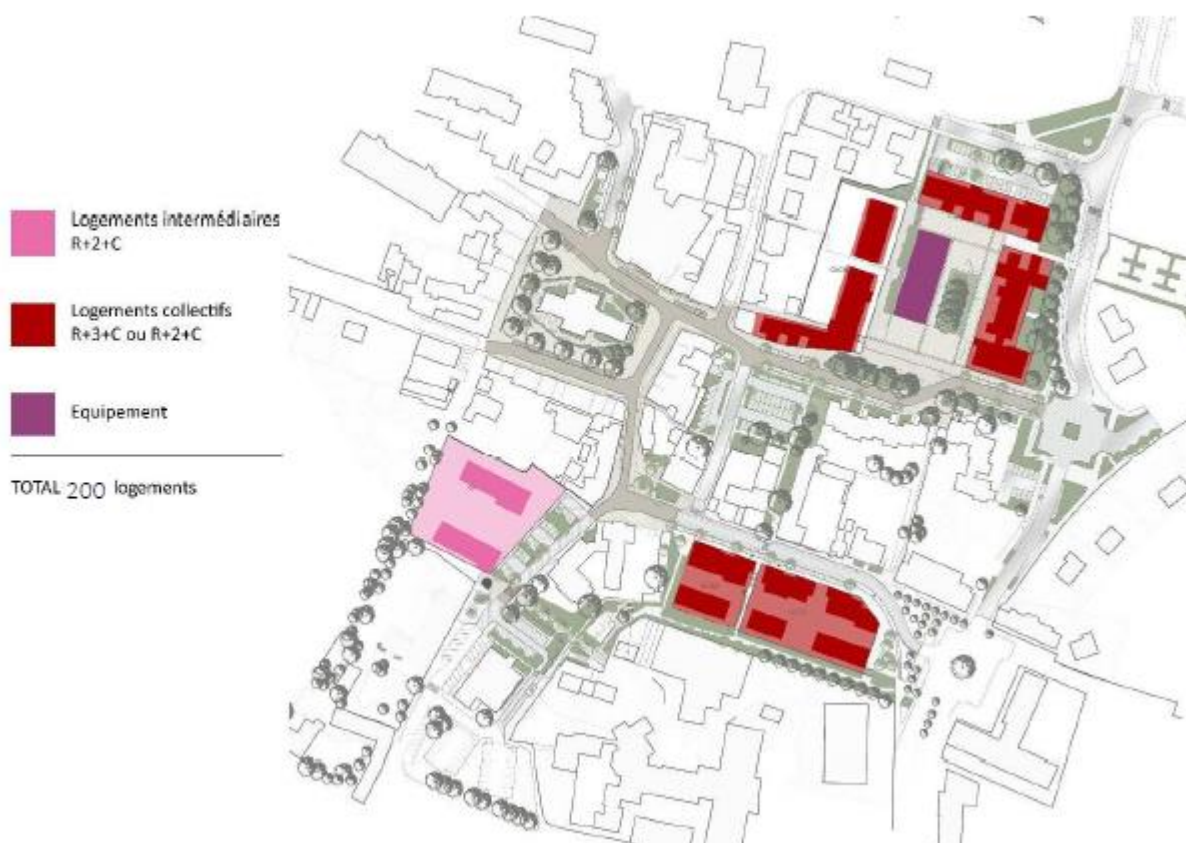 Logements intermédiaires
R+2+C
Logements collectifs
R+3+C ou R+2+C
Equipement
TOTAL 200 logements